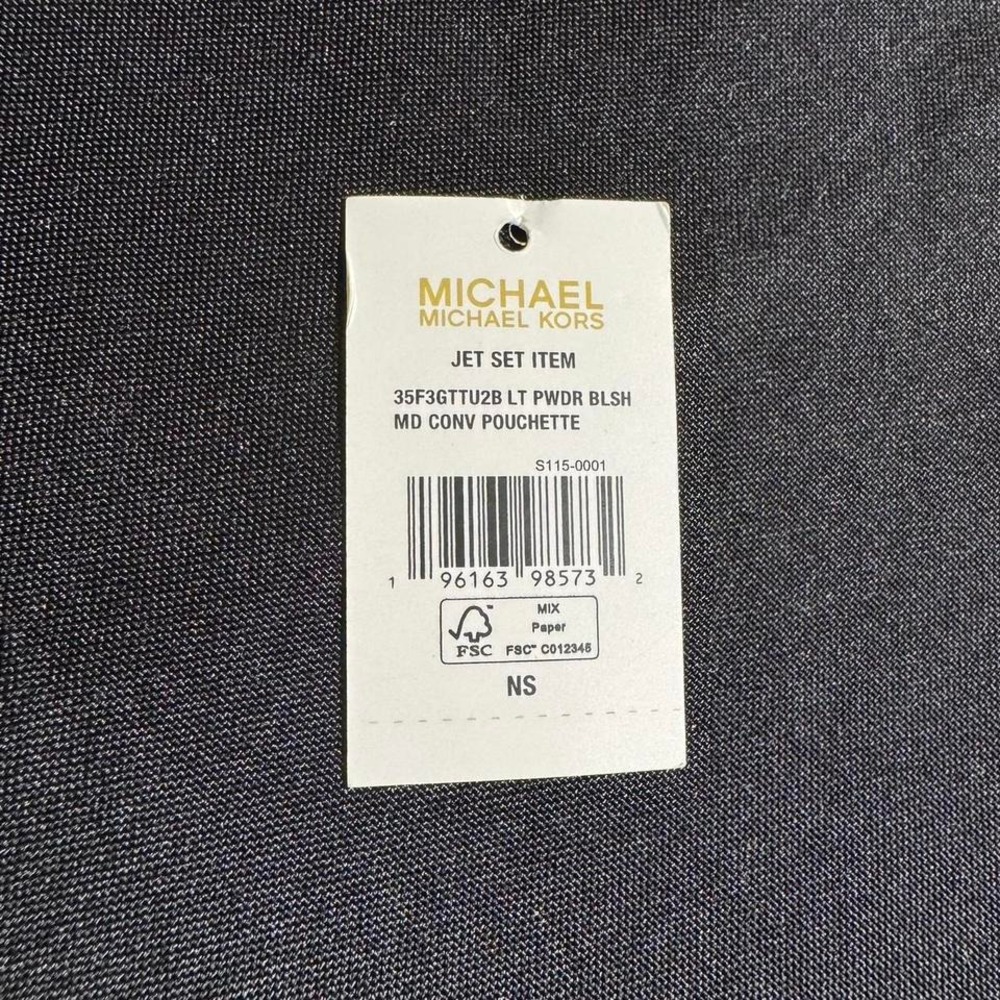 MICHAEL
MICHAEL KORS
JET SET ITEM
35F3GTTU2B LT PWDR BLSH
MD CONV POUCHETTE
S115-0001
1 96163 98573 2
MIX
Paper
FSC™ C012345
FSC
NS